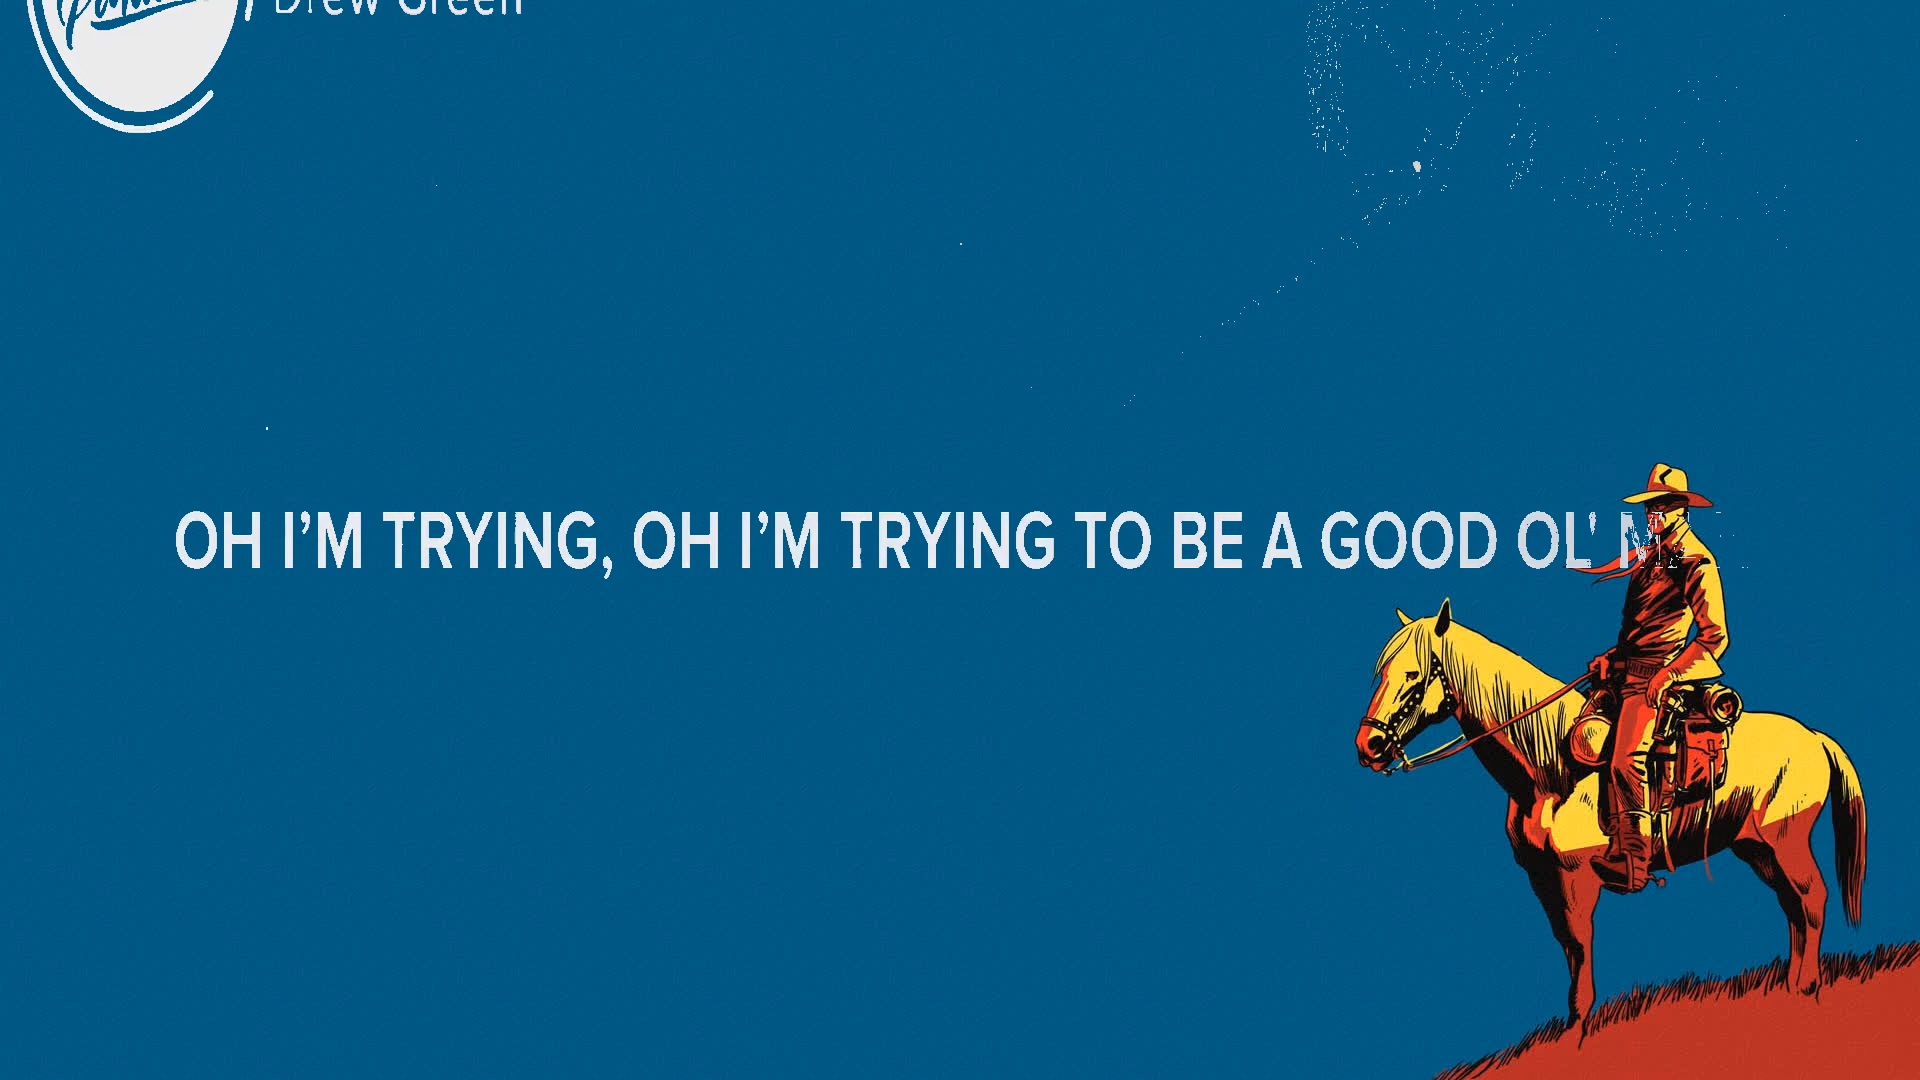 Drew Green
OH I’M TRYING, OH I’M TRYING TO BE A GOOD OL'